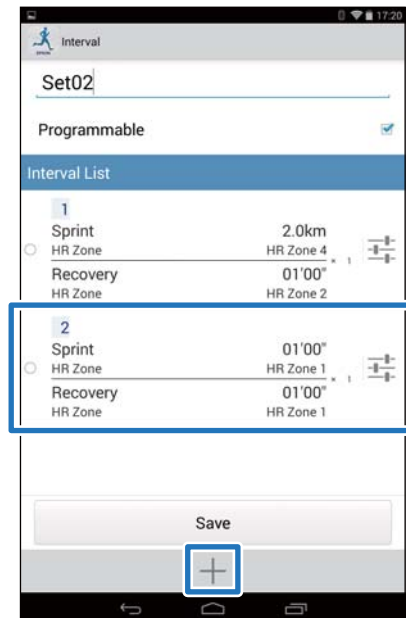 17:20
Interval
Set02
Programmable
Interval List
1
Sprint 2.0km
HR Zone HR Zone 4
× 1
Recovery 01'00"
HR Zone HR Zone 2
2
Sprint 01'00"
HR Zone HR Zone 1
× 1
Recovery 01'00"
HR Zone HR Zone 1
Save